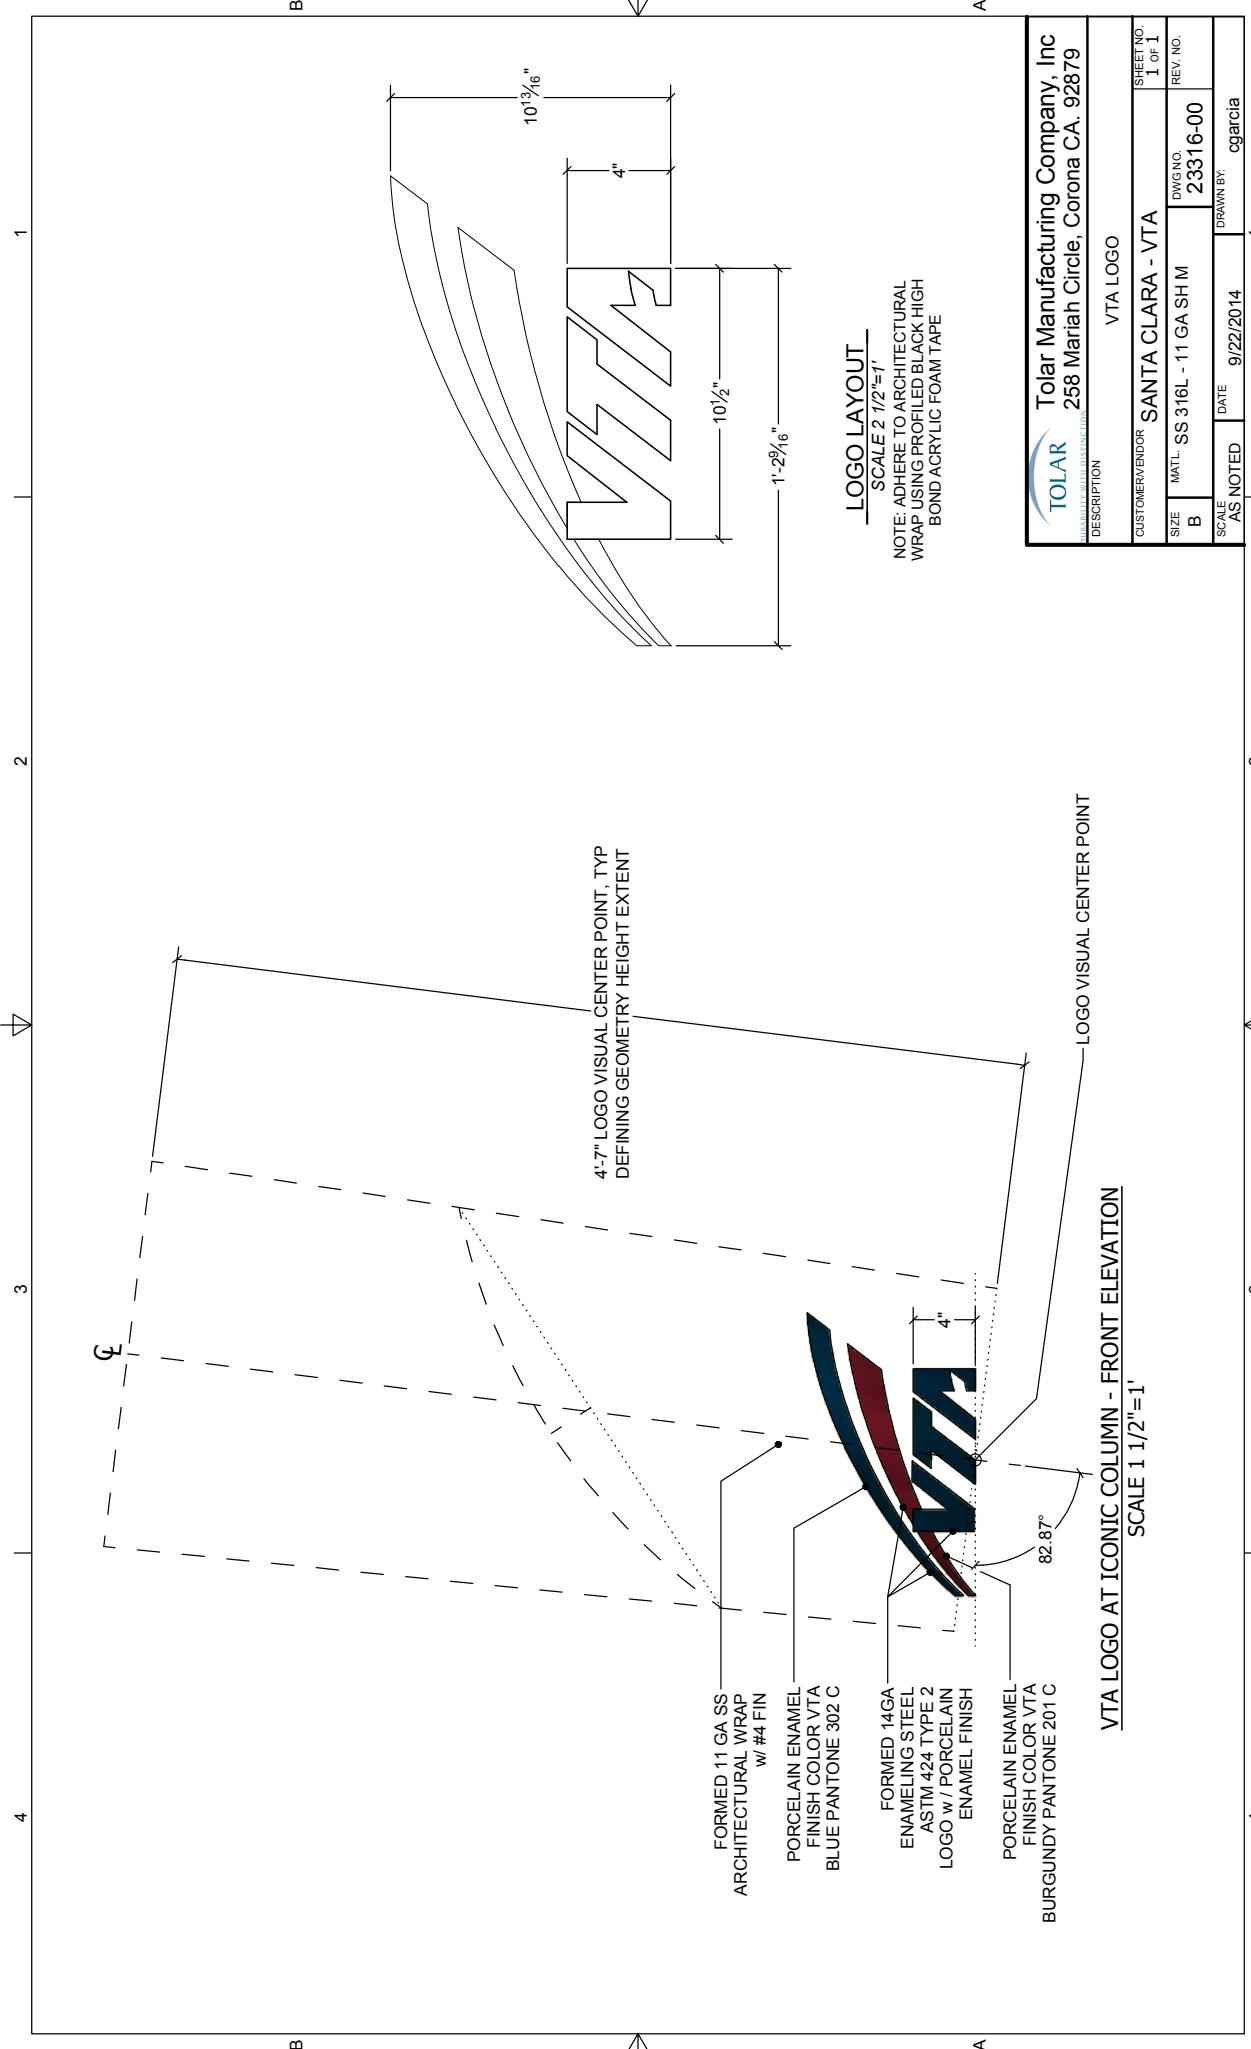 4
3
2
1
B
A
B
A
℄
4'-7" LOGO VISUAL CENTER POINT, TYP
DEFINING GEOMETRY HEIGHT EXTENT
FORMED 11 GA SS
ARCHITECTURAL WRAP
w/ #4 FIN
PORCELAIN ENAMEL
FINISH COLOR VTA
BLUE PANTONE 302 C
FORMED 14GA
ENAMELING STEEL
ASTM 424 TYPE 2
LOGO w / PORCELAIN
ENAMEL FINISH
PORCELAIN ENAMEL
FINISH COLOR VTA
BURGUNDY PANTONE 201 C
VTA
4"
82.87°
LOGO VISUAL CENTER POINT
VTA LOGO AT ICONIC COLUMN - FRONT ELEVATION
SCALE 1 1/2"=1'
10 13/16"
4"
VTA
10 1/2"
1'-2 9/16"
LOGO LAYOUT
SCALE 2 1/2"=1'
NOTE: ADHERE TO ARCHITECTURAL
WRAP USING PROFILED BLACK HIGH
BOND ACRYLIC FOAM TAPE
TOLAR
DURABILITY WITH DISTINCTION
Tolar Manufacturing Company, Inc
258 Mariah Circle, Corona CA. 92879
DESCRIPTION
VTA LOGO
CUSTOMER/VENDOR
SANTA CLARA - VTA
SHEET NO.
1 OF 1
SIZE
B
MAT'L.
SS 316L - 11 GA SH M
DWG NO.
23316-00
REV. NO.
SCALE
AS NOTED
DATE
9/22/2014
DRAWN BY:
cgarcia